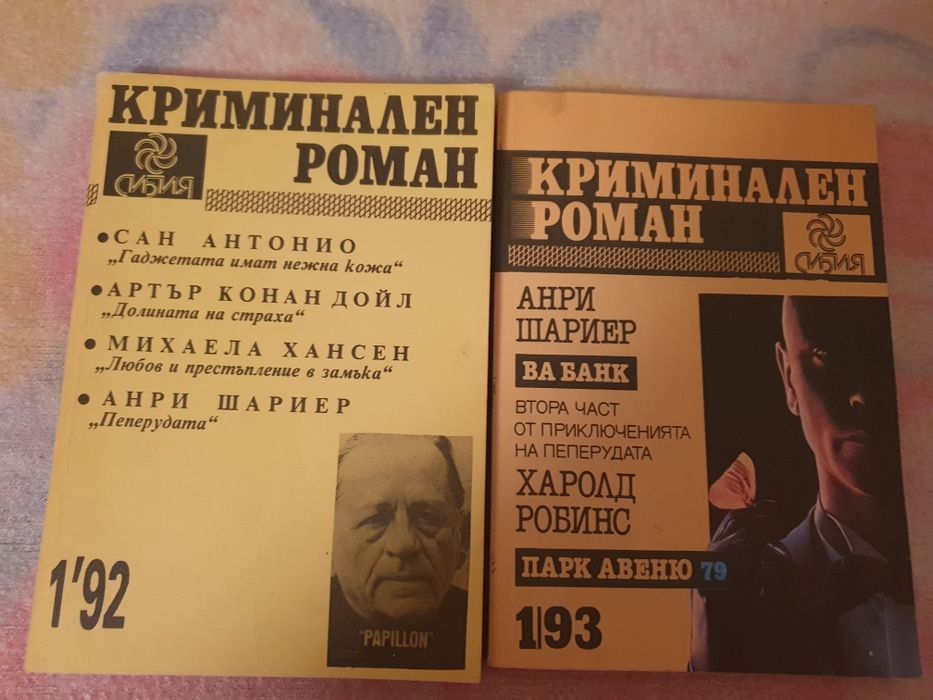 КРИМИНАЛЕН
РОМАН
СИБИЯ
САН АНТОНИО
„Гаджетата имат нежна кожа“
АРТЪР КОНАН ДОЙЛ
„Долината на страха“
МИХАЕЛА ХАНСЕН
„Любов и престъпление в замъка“
АНРИ ШАРИЕР
„Пеперудата“
1'92
"PAPILLON"
КРИМИНАЛЕН
РОМАН
СИБИЯ
АНРИ
ШАРИЕР
ВА БАНК
ВТОРА ЧАСТ
ОТ ПРИКЛЮЧЕНИЯТА
НА ПЕПЕРУДАТА
ХАРОЛД
РОБИНС
ПАРК АВЕНЮ 79
1|93